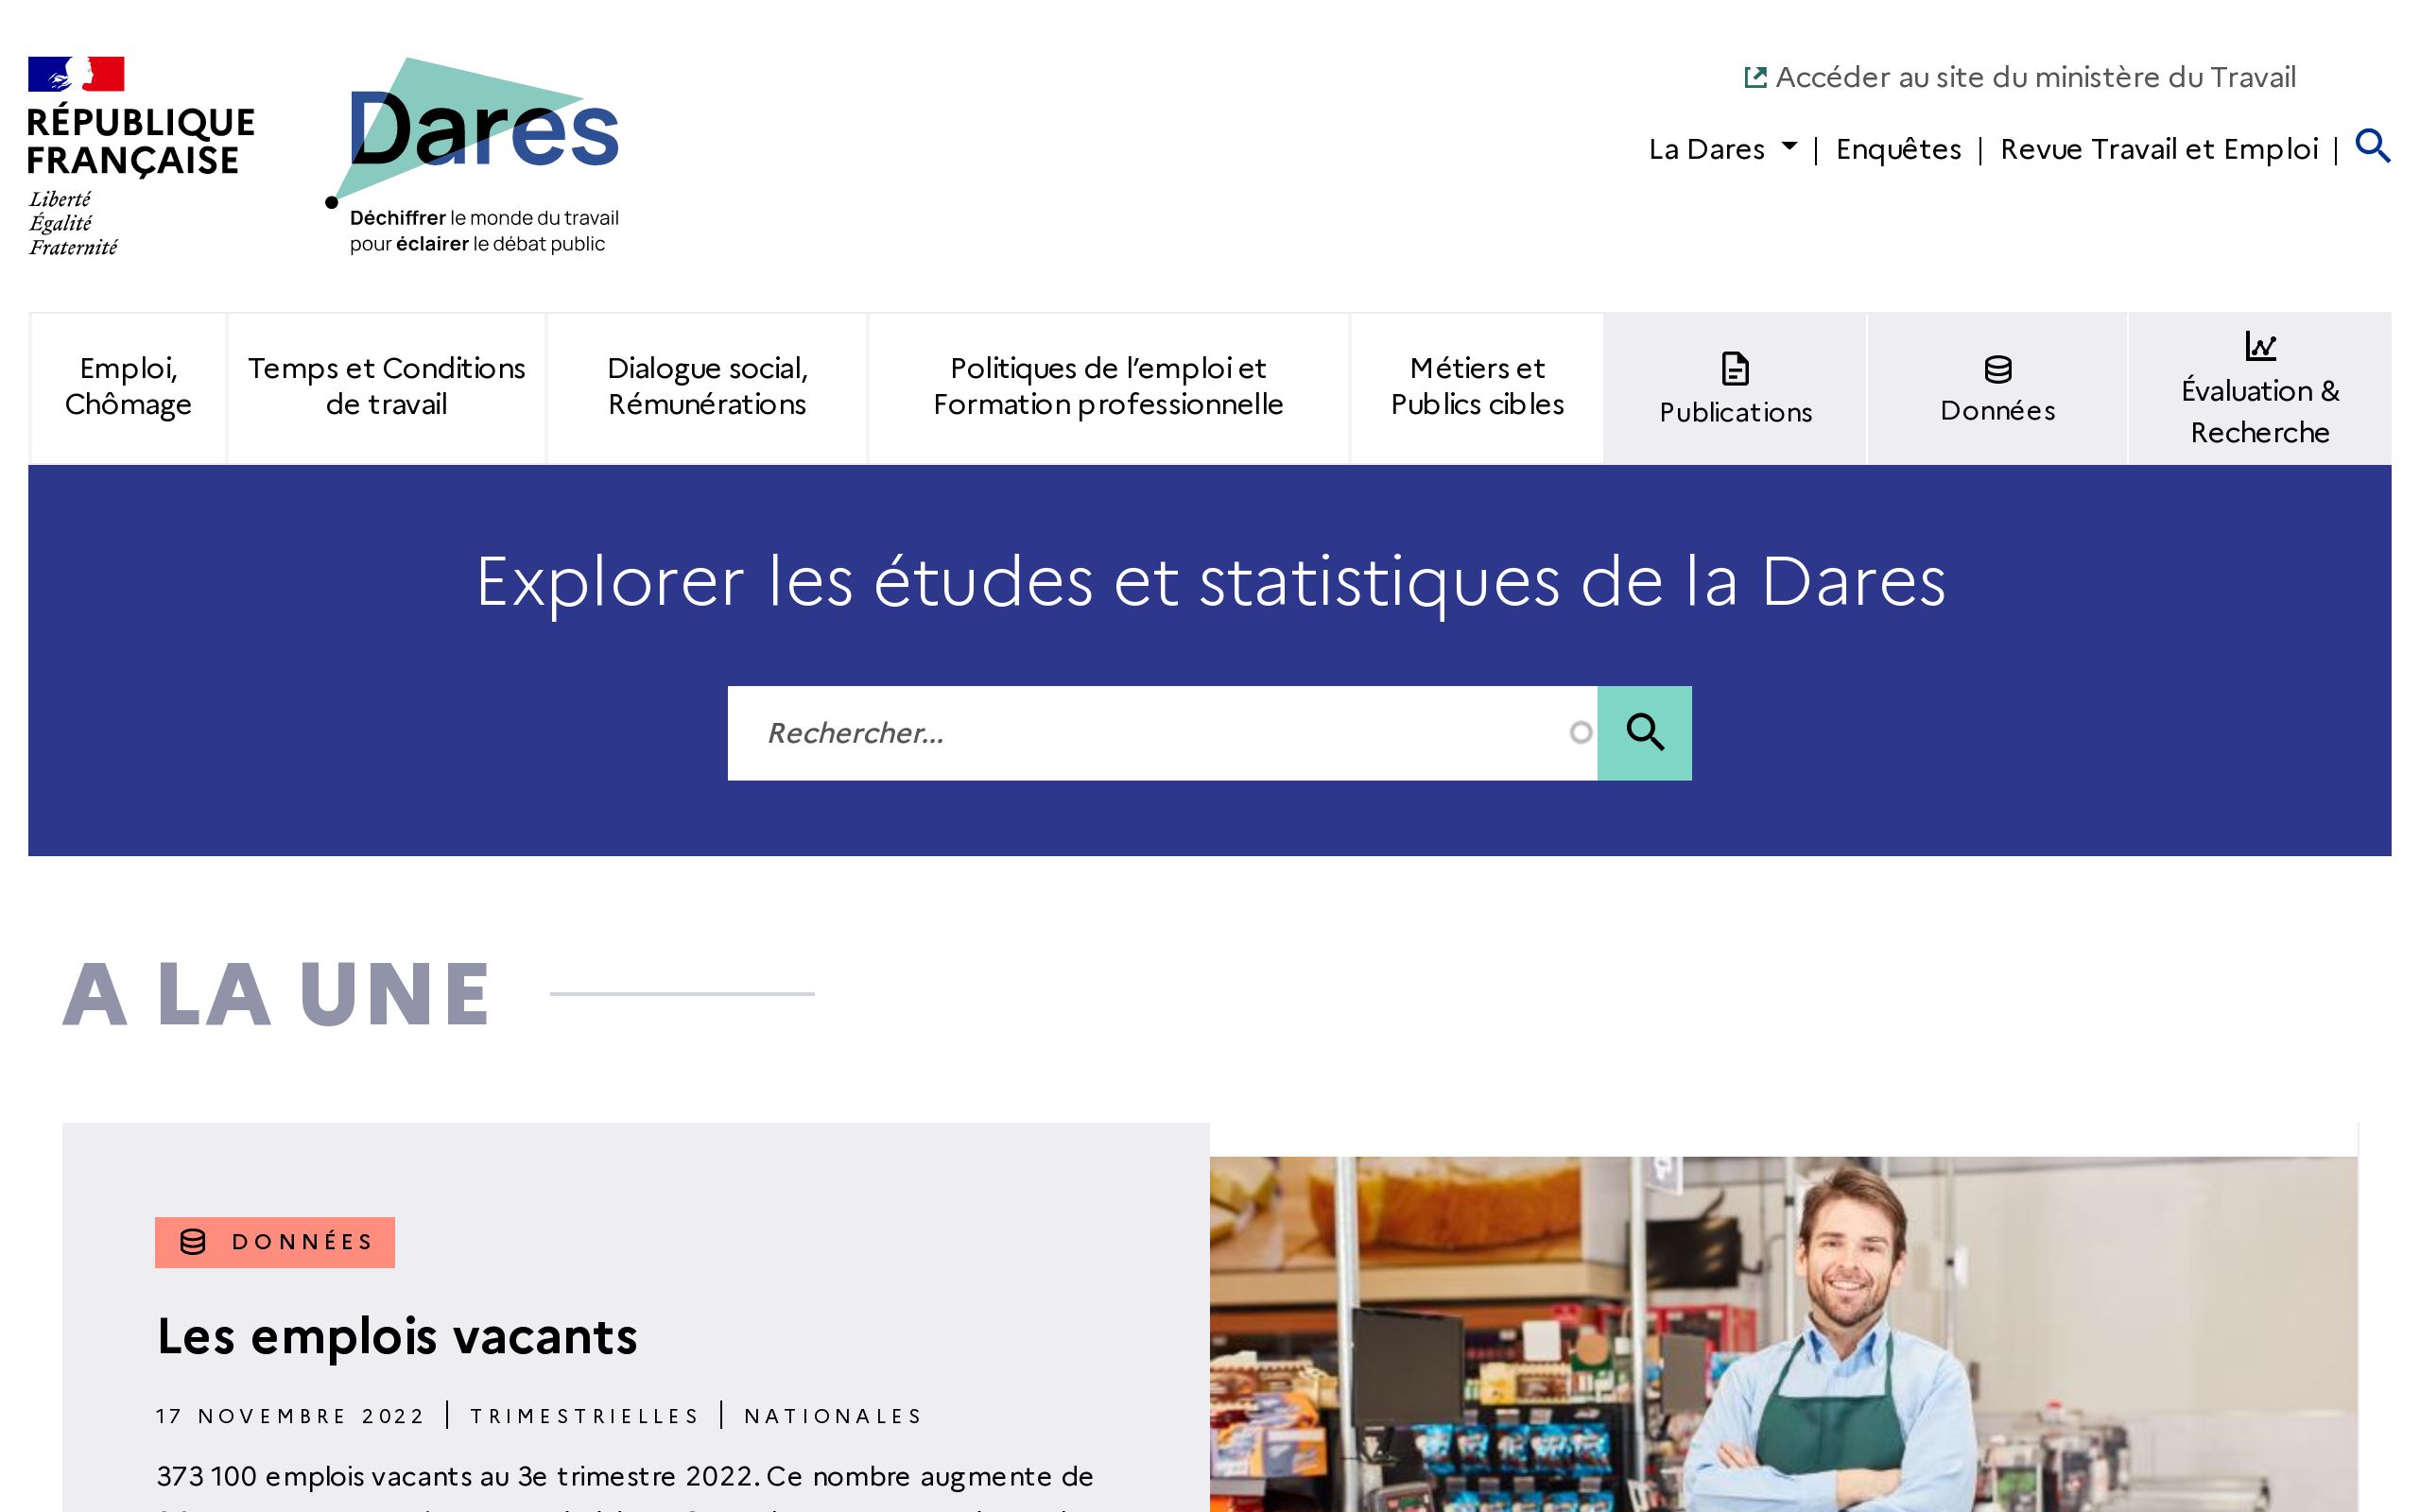 RÉPUBLIQUE
FRANÇAISE
Liberté
Égalité
Fraternité
Dares
Déchiffrer le monde du travail
pour éclairer le débat public
Accéder au site du ministère du Travail
La Dares | Enquêtes | Revue Travail et Emploi |
Emploi,
Chômage
Temps et Conditions
de travail
Dialogue social,
Rémunérations
Politiques de l’emploi et
Formation professionnelle
Métiers et
Publics cibles
Publications
Données
Évaluation &
Recherche
Explorer les études et statistiques de la Dares
Rechercher...
A LA UNE
DONNÉES
Les emplois vacants
17 NOVEMBRE 2022 | TRIMESTRIELLES | NATIONALES
373 100 emplois vacants au 3e trimestre 2022. Ce nombre augmente de